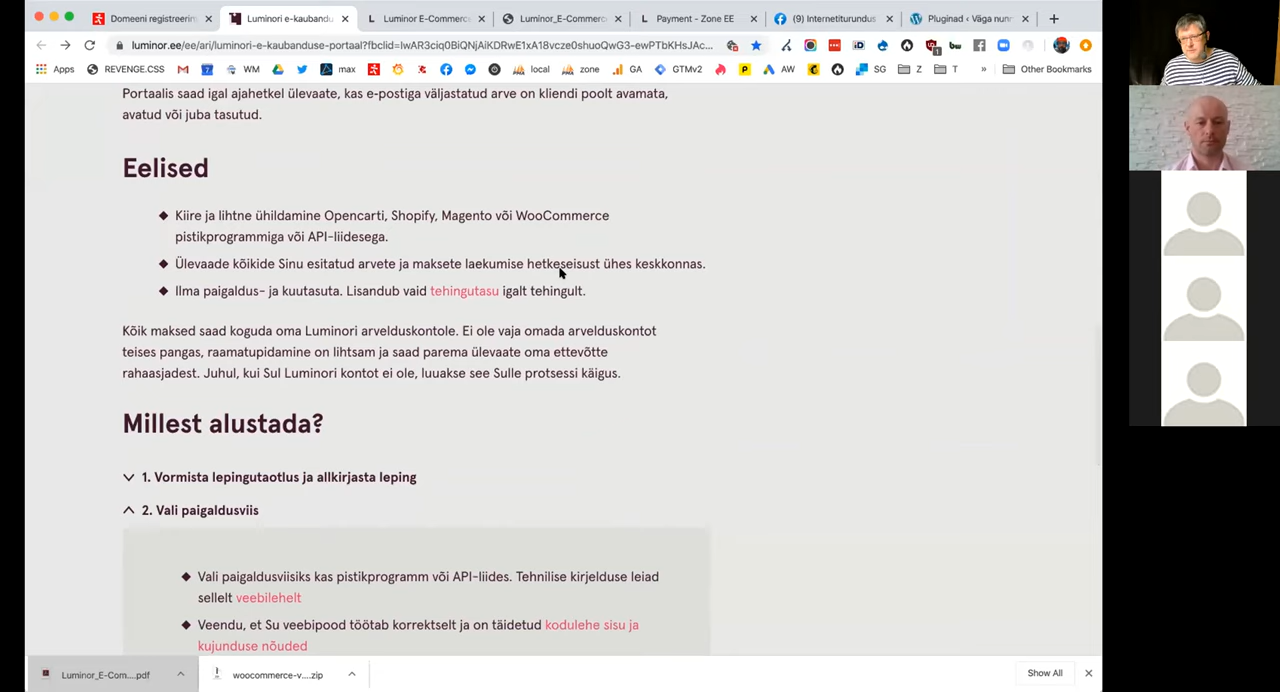 Domeeni registreerim
Luminori e-kaubandu
Luminor E-Commerc
Luminor_E-Commerc
Payment - Zone EE
(9) Internetiturundus
Pluginad ‹ Väga nunn
luminor.ee/ee/ari/luminori-e-kaubanduse-portaal?fbclid=IwAR3ciq0BiQNjAiKDRwE1xA18vcze0shuoQwG3-ewPTbKHsJAc...
Apps REVENGE.CSS WM max local zone GA GTMv2 AW SG Z T » Other Bookmarks
Portaalis saad igal ajahetkel ülevaate, kas e-postiga väljastatud arve on kliendi poolt avamata,
avatud või juba tasutud.
Eelised
Kiire ja lihtne ühildamine Opencarti, Shopify, Magento või WooCommerce
pistikprogrammiga või API-liidesega.
Ülevaade kõikide Sinu esitatud arvete ja maksete laekumise hetkeseisust ühes keskkonnas.
Ilma paigaldus- ja kuutasuta. Lisandub vaid tehingutasu igalt tehingult.
Kõik maksed saad koguda oma Luminori arvelduskontole. Ei ole vaja omada arvelduskontot
teises pangas, raamatupidamine on lihtsam ja saad parema ülevaate oma ettevõtte
rahaasjadest. Juhul, kui Sul Luminori kontot ei ole, luuakse see Sulle protsessi käigus.
Millest alustada?
1. Vormista lepingutaotlus ja allkirjasta leping
2. Vali paigaldusviis
Vali paigaldusviisiks kas pistikprogramm või API-liides. Tehnilise kirjelduse leiad
sellelt veebilehelt
Veendu, et Su veebipood töötab korrektselt ja on täidetud kodulehe sisu ja
kujunduse nõuded
Luminor_E-Com....pdf
woocommerce-v....zip
Show All